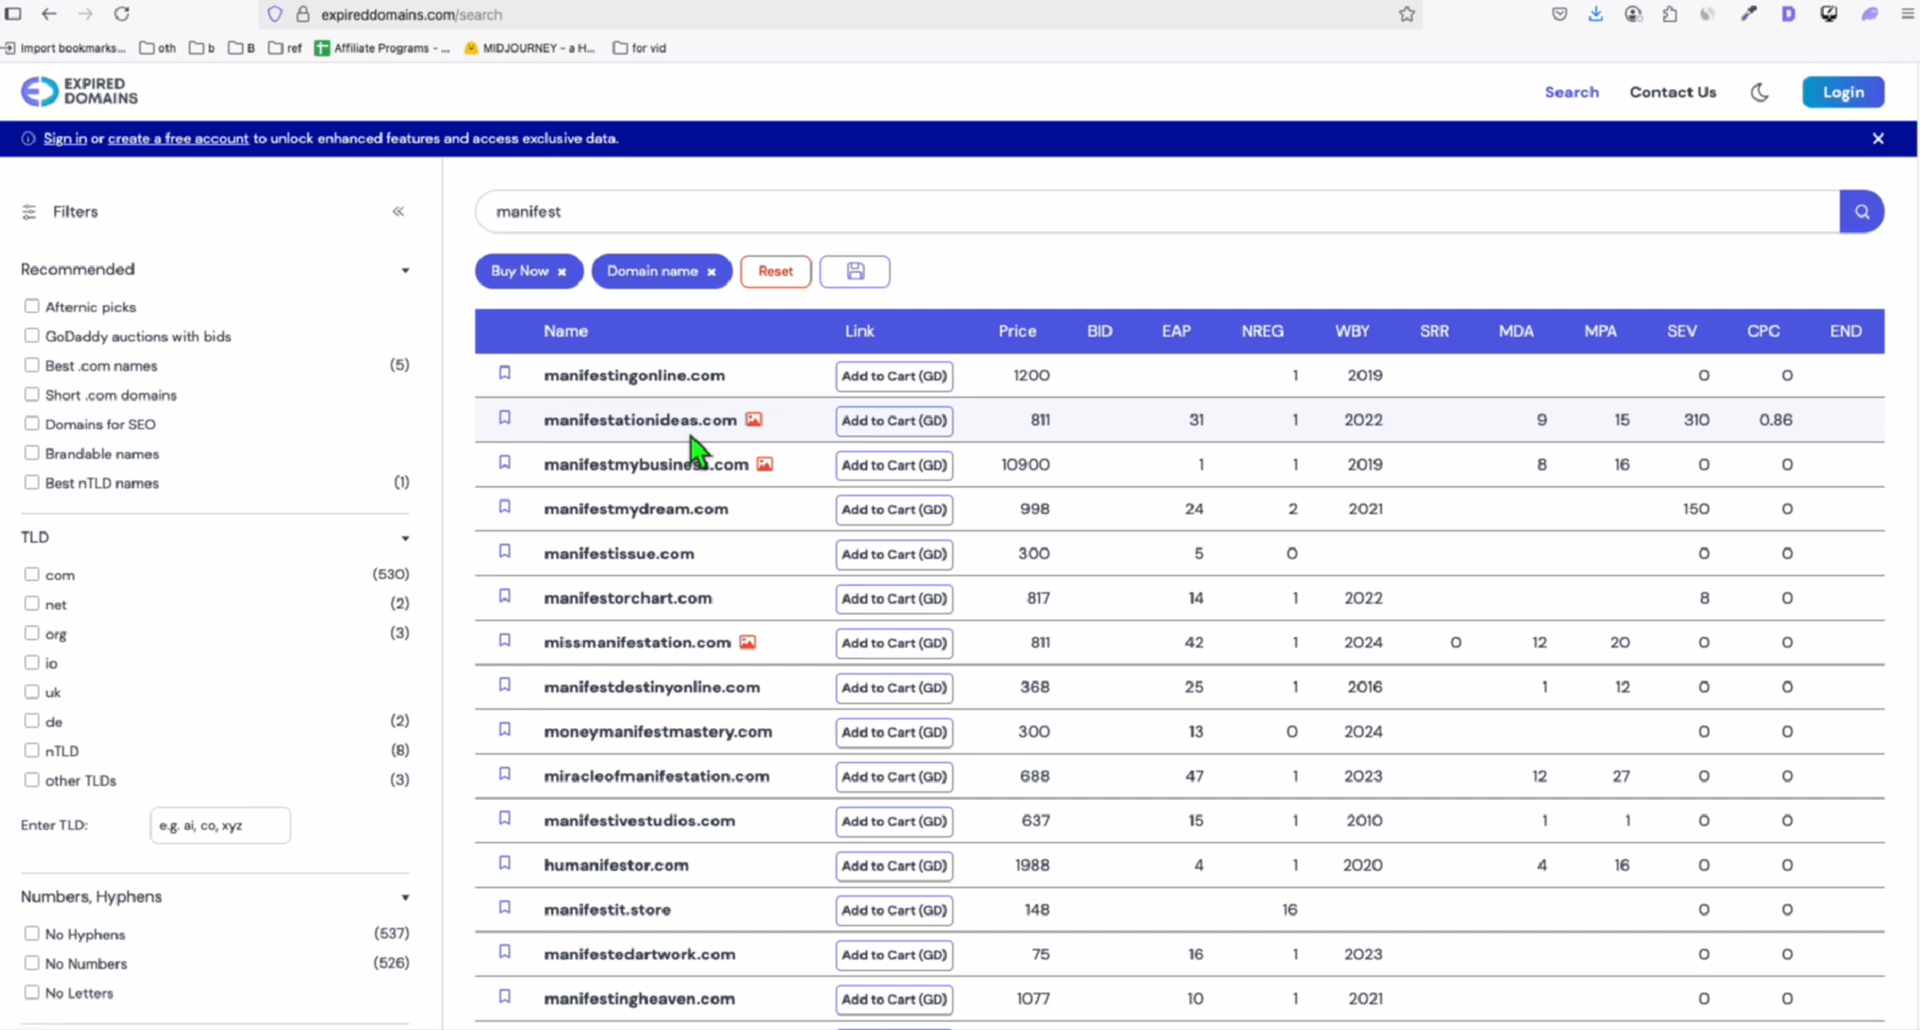 expireddomains.com/search
Import bookmarks... oth b B ref Affiliate Programs - ... MIDJOURNEY - a H... for vid
EXPIRED DOMAINS
Search Contact Us Login
Sign in or create a free account to unlock enhanced features and access exclusive data.
Filters
Recommended
Afternic picks
GoDaddy auctions with bids
Best .com names (5)
Short .com domains
Domains for SEO
Brandable names
Best nTLD names (1)
TLD
com (530)
net (2)
org (3)
io
uk
de (2)
nTLD (8)
other TLDs (3)
Enter TLD: e.g. ai, co, xyz
Numbers, Hyphens
No Hyphens (537)
No Numbers (526)
No Letters
manifest
Buy Now × Domain name × Reset
Name Link Price BID EAP NREG WBY SRR MDA MPA SEV CPC END
manifestingonline.com Add to Cart (GD) 1200 1 2019 0 0
manifestationideas.com Add to Cart (GD) 811 31 1 2022 9 15 310 0.86
manifestmybusiness.com Add to Cart (GD) 10900 1 1 2019 8 16 0 0
manifestmydream.com Add to Cart (GD) 998 24 2 2021 150 0
manifestissue.com Add to Cart (GD) 300 5 0 0 0
manifestorchart.com Add to Cart (GD) 817 14 1 2022 8 0
missmanifestation.com Add to Cart (GD) 811 42 1 2024 0 12 20 0 0
manifestdestinyonline.com Add to Cart (GD) 368 25 1 2016 1 12 0 0
moneymanifestmastery.com Add to Cart (GD) 300 13 0 2024 0 0
miracleofmanifestation.com Add to Cart (GD) 688 47 1 2023 12 27 0 0
manifestivestudios.com Add to Cart (GD) 637 15 1 2010 1 1 0 0
humanifestor.com Add to Cart (GD) 1988 4 1 2020 4 16 0 0
manifestit.store Add to Cart (GD) 148 16 0 0
manifestedartwork.com Add to Cart (GD) 75 16 1 2023 0 0
manifestingheaven.com Add to Cart (GD) 1077 10 1 2021 0 0